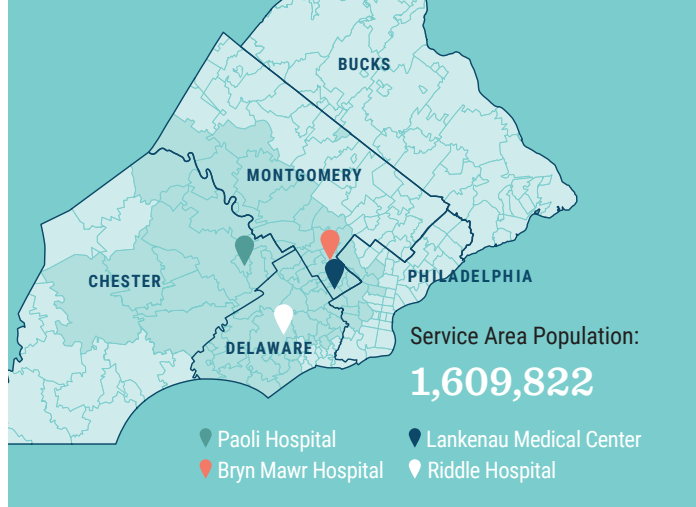 BUCKS
MONTGOMERY
CHESTER
PHILADELPHIA
DELAWARE
Service Area Population:
1,609,822
Paoli Hospital
Lankenau Medical Center
Bryn Mawr Hospital
Riddle Hospital